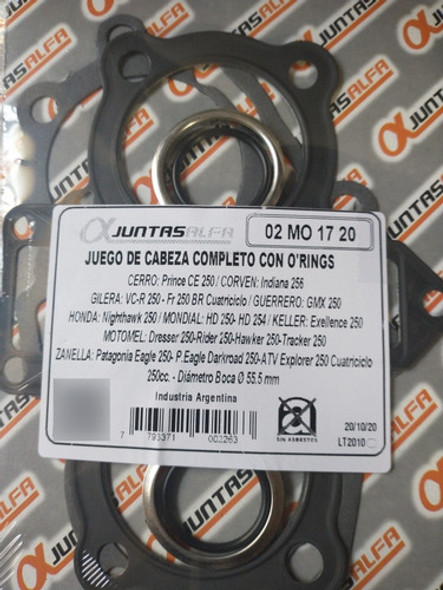 JUNTASALFA
JUNTASALFA
JUNTASALFA
02 MO 17 20
JUEGO DE CABEZA COMPLETO CON O'RINGS
CERRO: Prince CE 250 / CORVEN: Indiana 256
GILERA: VC-R 250 - Fr 250 BR Cuatriciclo / GUERRERO: GMX 250
HONDA: Nighthawk 250 / MONDIAL: HD 250- HD 254 / KELLER: Exellence 250
MOTOMEL: Dresser 250-Rider 250-Hawker 250-Tracker 250
ZANELLA: Patagonia Eagle 250- P.Eagle Darkroad 250-ATV Explorer 250 Cuatriciclo
250cc. - Diámetro Boca Ø 55.5 mm
Industria Argentina
7 793371 002263
SIN ASBESTOS
20/10/20
LT2010
JUNTASALFA
JUNTASALFA